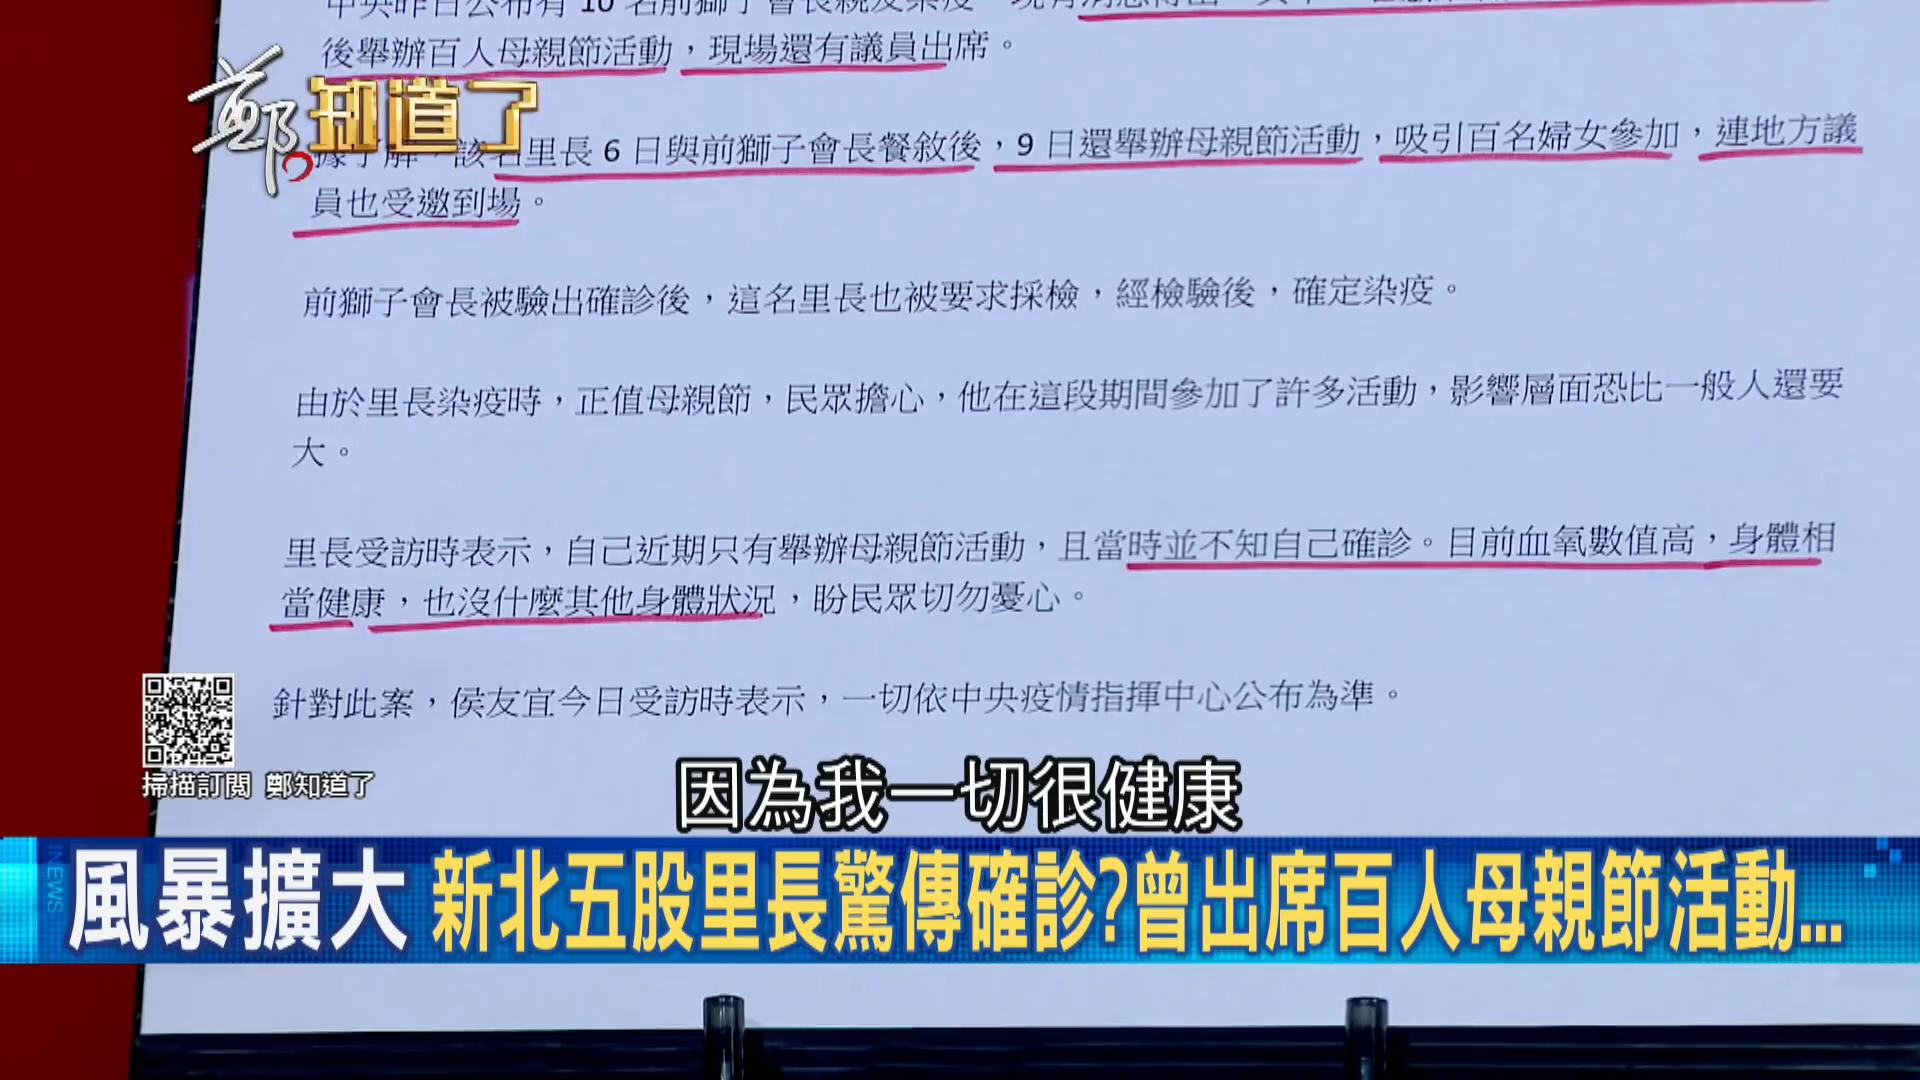 後舉辦百人母親節活動，現場還有議員出席。
鄭知道了
據了解，該名里長 6 日與前獅子會長餐敘後，9 日還舉辦母親節活動，吸引百名婦女參加，連地方議
員也受邀到場。
前獅子會長被驗出確診後，這名里長也被要求採檢，經檢驗後，確定染疫。
由於里長染疫時，正值母親節，民眾擔心，他在這段期間參加了許多活動，影響層面恐比一般人還要
大。
里長受訪時表示，自己近期只有舉辦母親節活動，且當時並不知自己確診。目前血氧數值高，身體相
當健康，也沒什麼其他身體狀況，盼民眾切勿憂心。
針對此案，侯友宜今日受訪時表示，一切依中央疫情指揮中心公布為準。
掃描訂閱 鄭知道了
因為我一切很健康
NEWS
風暴擴大 新北五股里長驚傳確診?曾出席百人母親節活動...